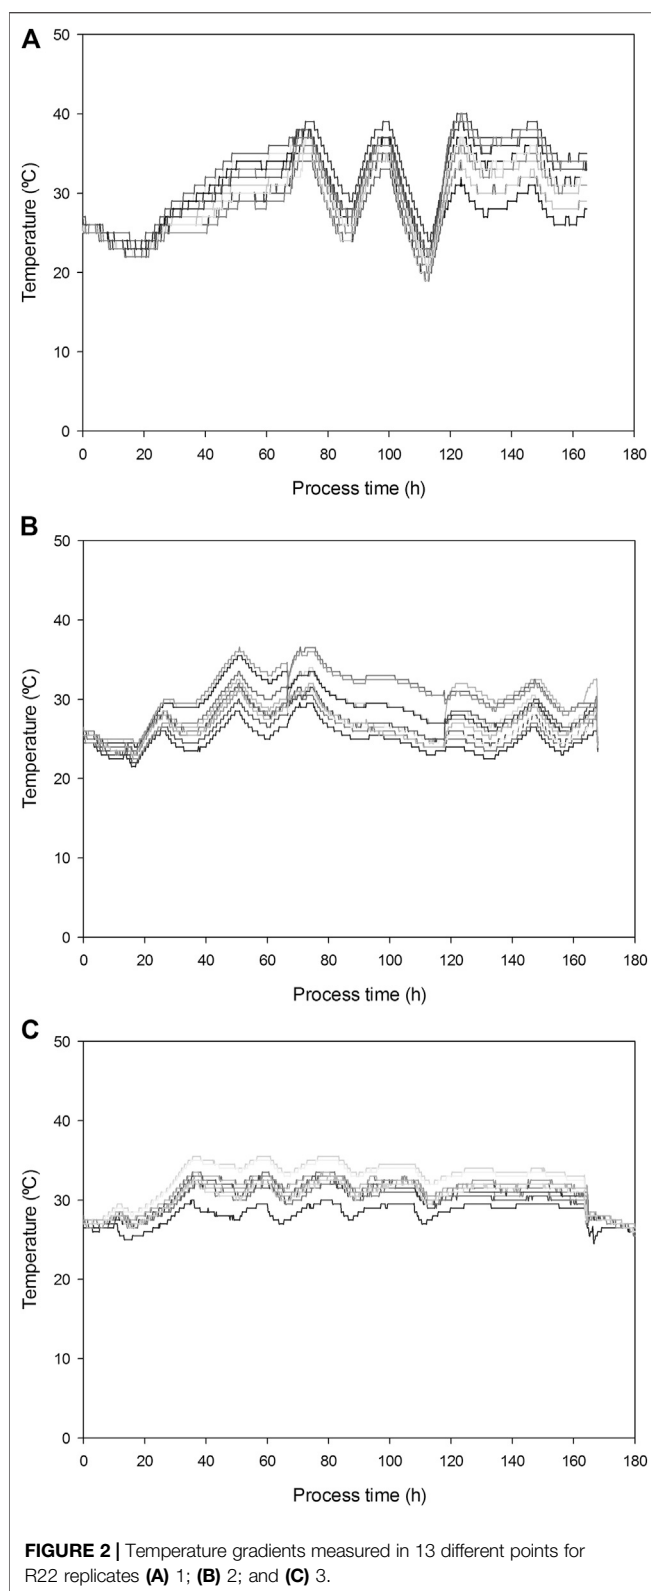 A
50
40
30
20
10
0
Temperature (ºC)
0 20 40 60 80 100 120 140 160 180
Process time (h)
B
50
40
30
20
10
0
Temperature (ºC)
0 20 40 60 80 100 120 140 160 180
Process time (h)
C
50
40
30
20
10
0
Temperature (ºC)
0 20 40 60 80 100 120 140 160 180
Process time (h)
FIGURE 2 | Temperature gradients measured in 13 different points for
R22 replicates (A) 1; (B) 2; and (C) 3.